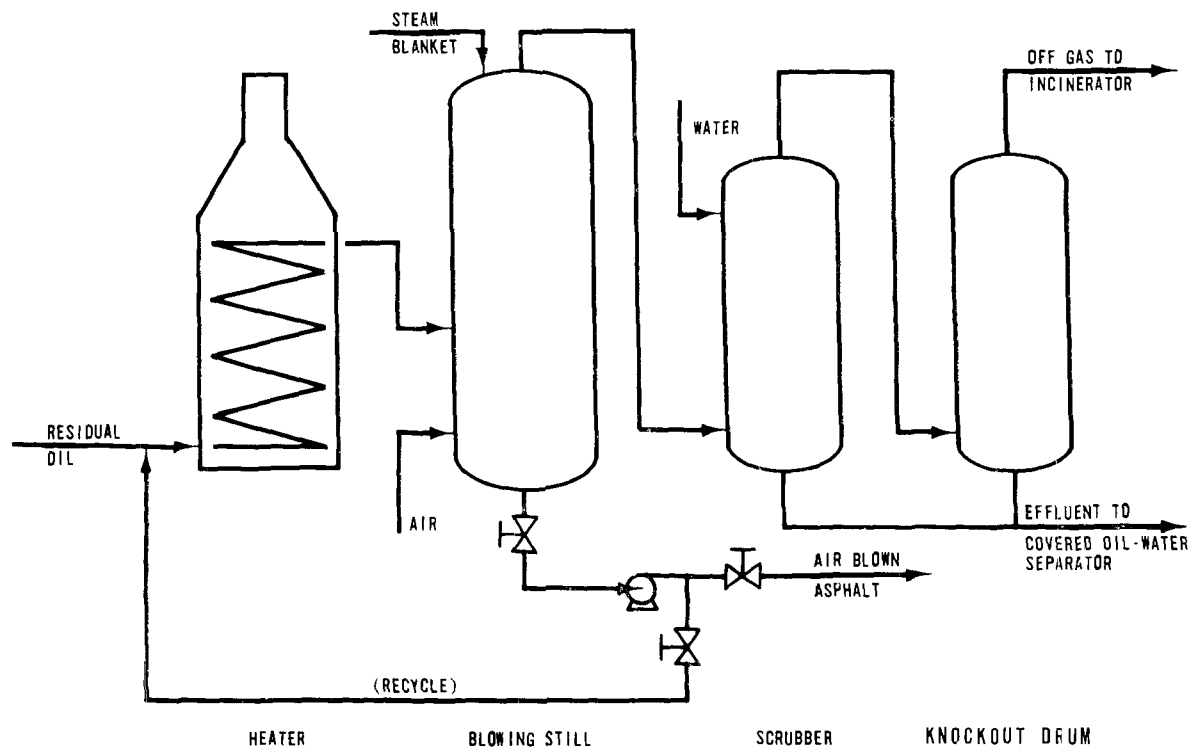 STEAM
BLANKET
OFF GAS TO
INCINERATOR
WATER
RESIDUAL
OIL
AIR
EFFLUENT TO
COVERED OIL-WATER
SEPARATOR
AIR BLOWN
ASPHALT
(RECYCLE)
HEATER
BLOWING STILL
SCRUBBER
KNOCKOUT DRUM